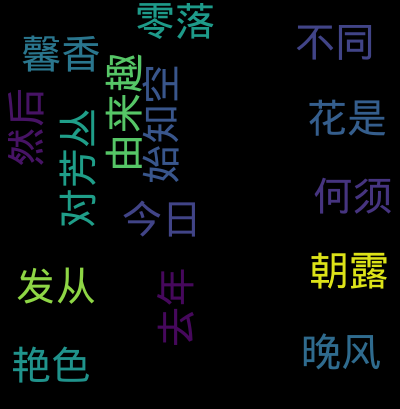 零落
不同
馨香
由来趣
始知空
然后
对芳丛
花是
何须
今日
朝露
发从
去年
晚风
艳色